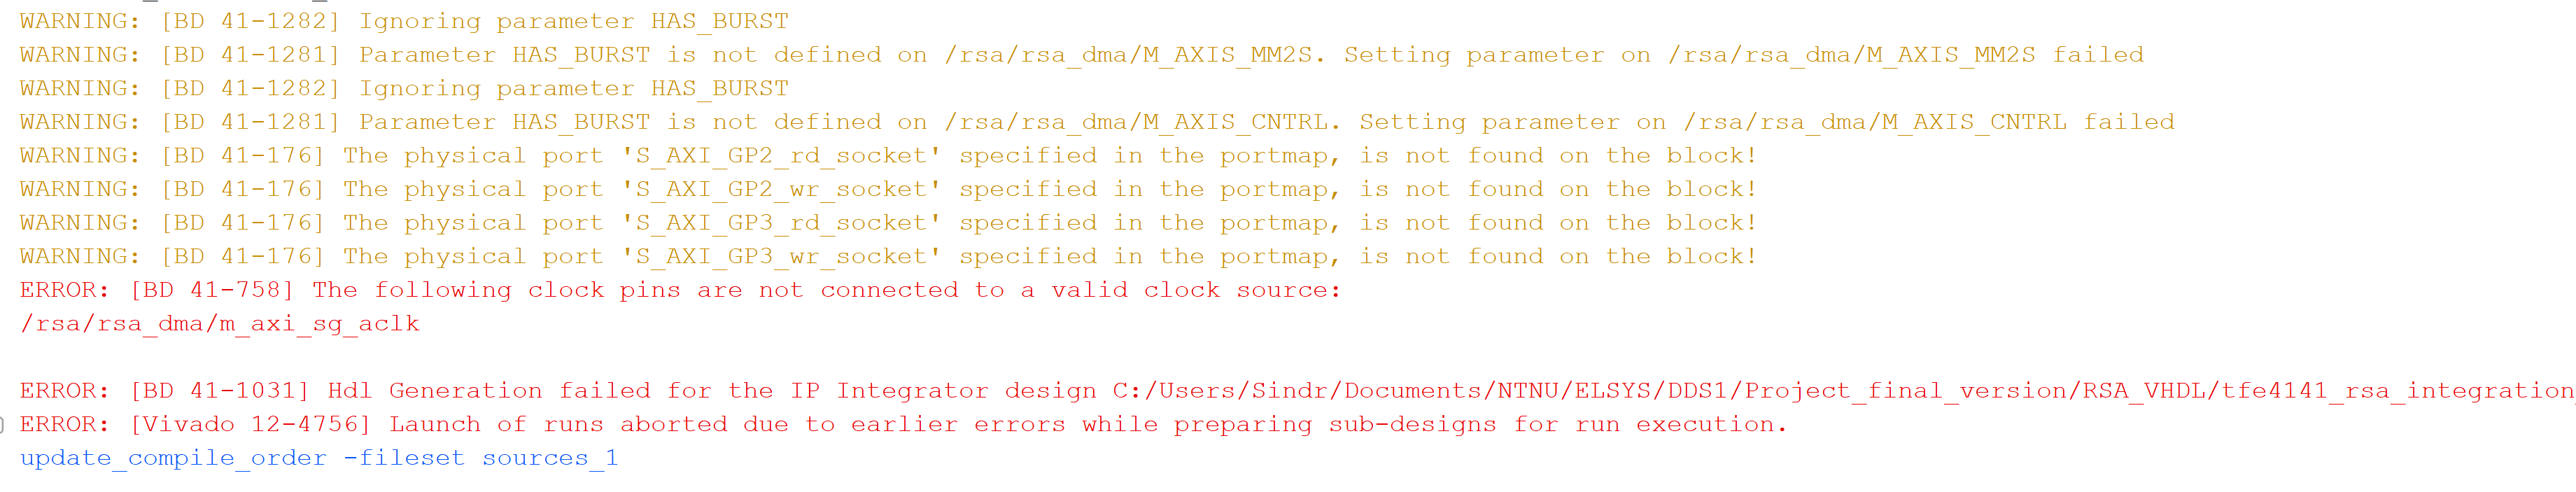 WARNING: [BD 41-1282] Ignoring parameter HAS_BURST
WARNING: [BD 41-1281] Parameter HAS_BURST is not defined on /rsa/rsa_dma/M_AXIS_MM2S. Setting parameter on /rsa/rsa_dma/M_AXIS_MM2S failed
WARNING: [BD 41-1282] Ignoring parameter HAS_BURST
WARNING: [BD 41-1281] Parameter HAS_BURST is not defined on /rsa/rsa_dma/M_AXIS_CNTRL. Setting parameter on /rsa/rsa_dma/M_AXIS_CNTRL failed
WARNING: [BD 41-176] The physical port 'S_AXI_GP2_rd_socket' specified in the portmap, is not found on the block!
WARNING: [BD 41-176] The physical port 'S_AXI_GP2_wr_socket' specified in the portmap, is not found on the block!
WARNING: [BD 41-176] The physical port 'S_AXI_GP3_rd_socket' specified in the portmap, is not found on the block!
WARNING: [BD 41-176] The physical port 'S_AXI_GP3_wr_socket' specified in the portmap, is not found on the block!
ERROR: [BD 41-758] The following clock pins are not connected to a valid clock source:
/rsa/rsa_dma/m_axi_sg_aclk
ERROR: [BD 41-1031] Hdl Generation failed for the IP Integrator design C:/Users/Sindr/Documents/NTNU/ELSYS/DDS1/Project_final_version/RSA_VHDL/tfe4141_rsa_integration
ERROR: [Vivado 12-4756] Launch of runs aborted due to earlier errors while preparing sub-designs for run execution.
update_compile_order -fileset sources_1